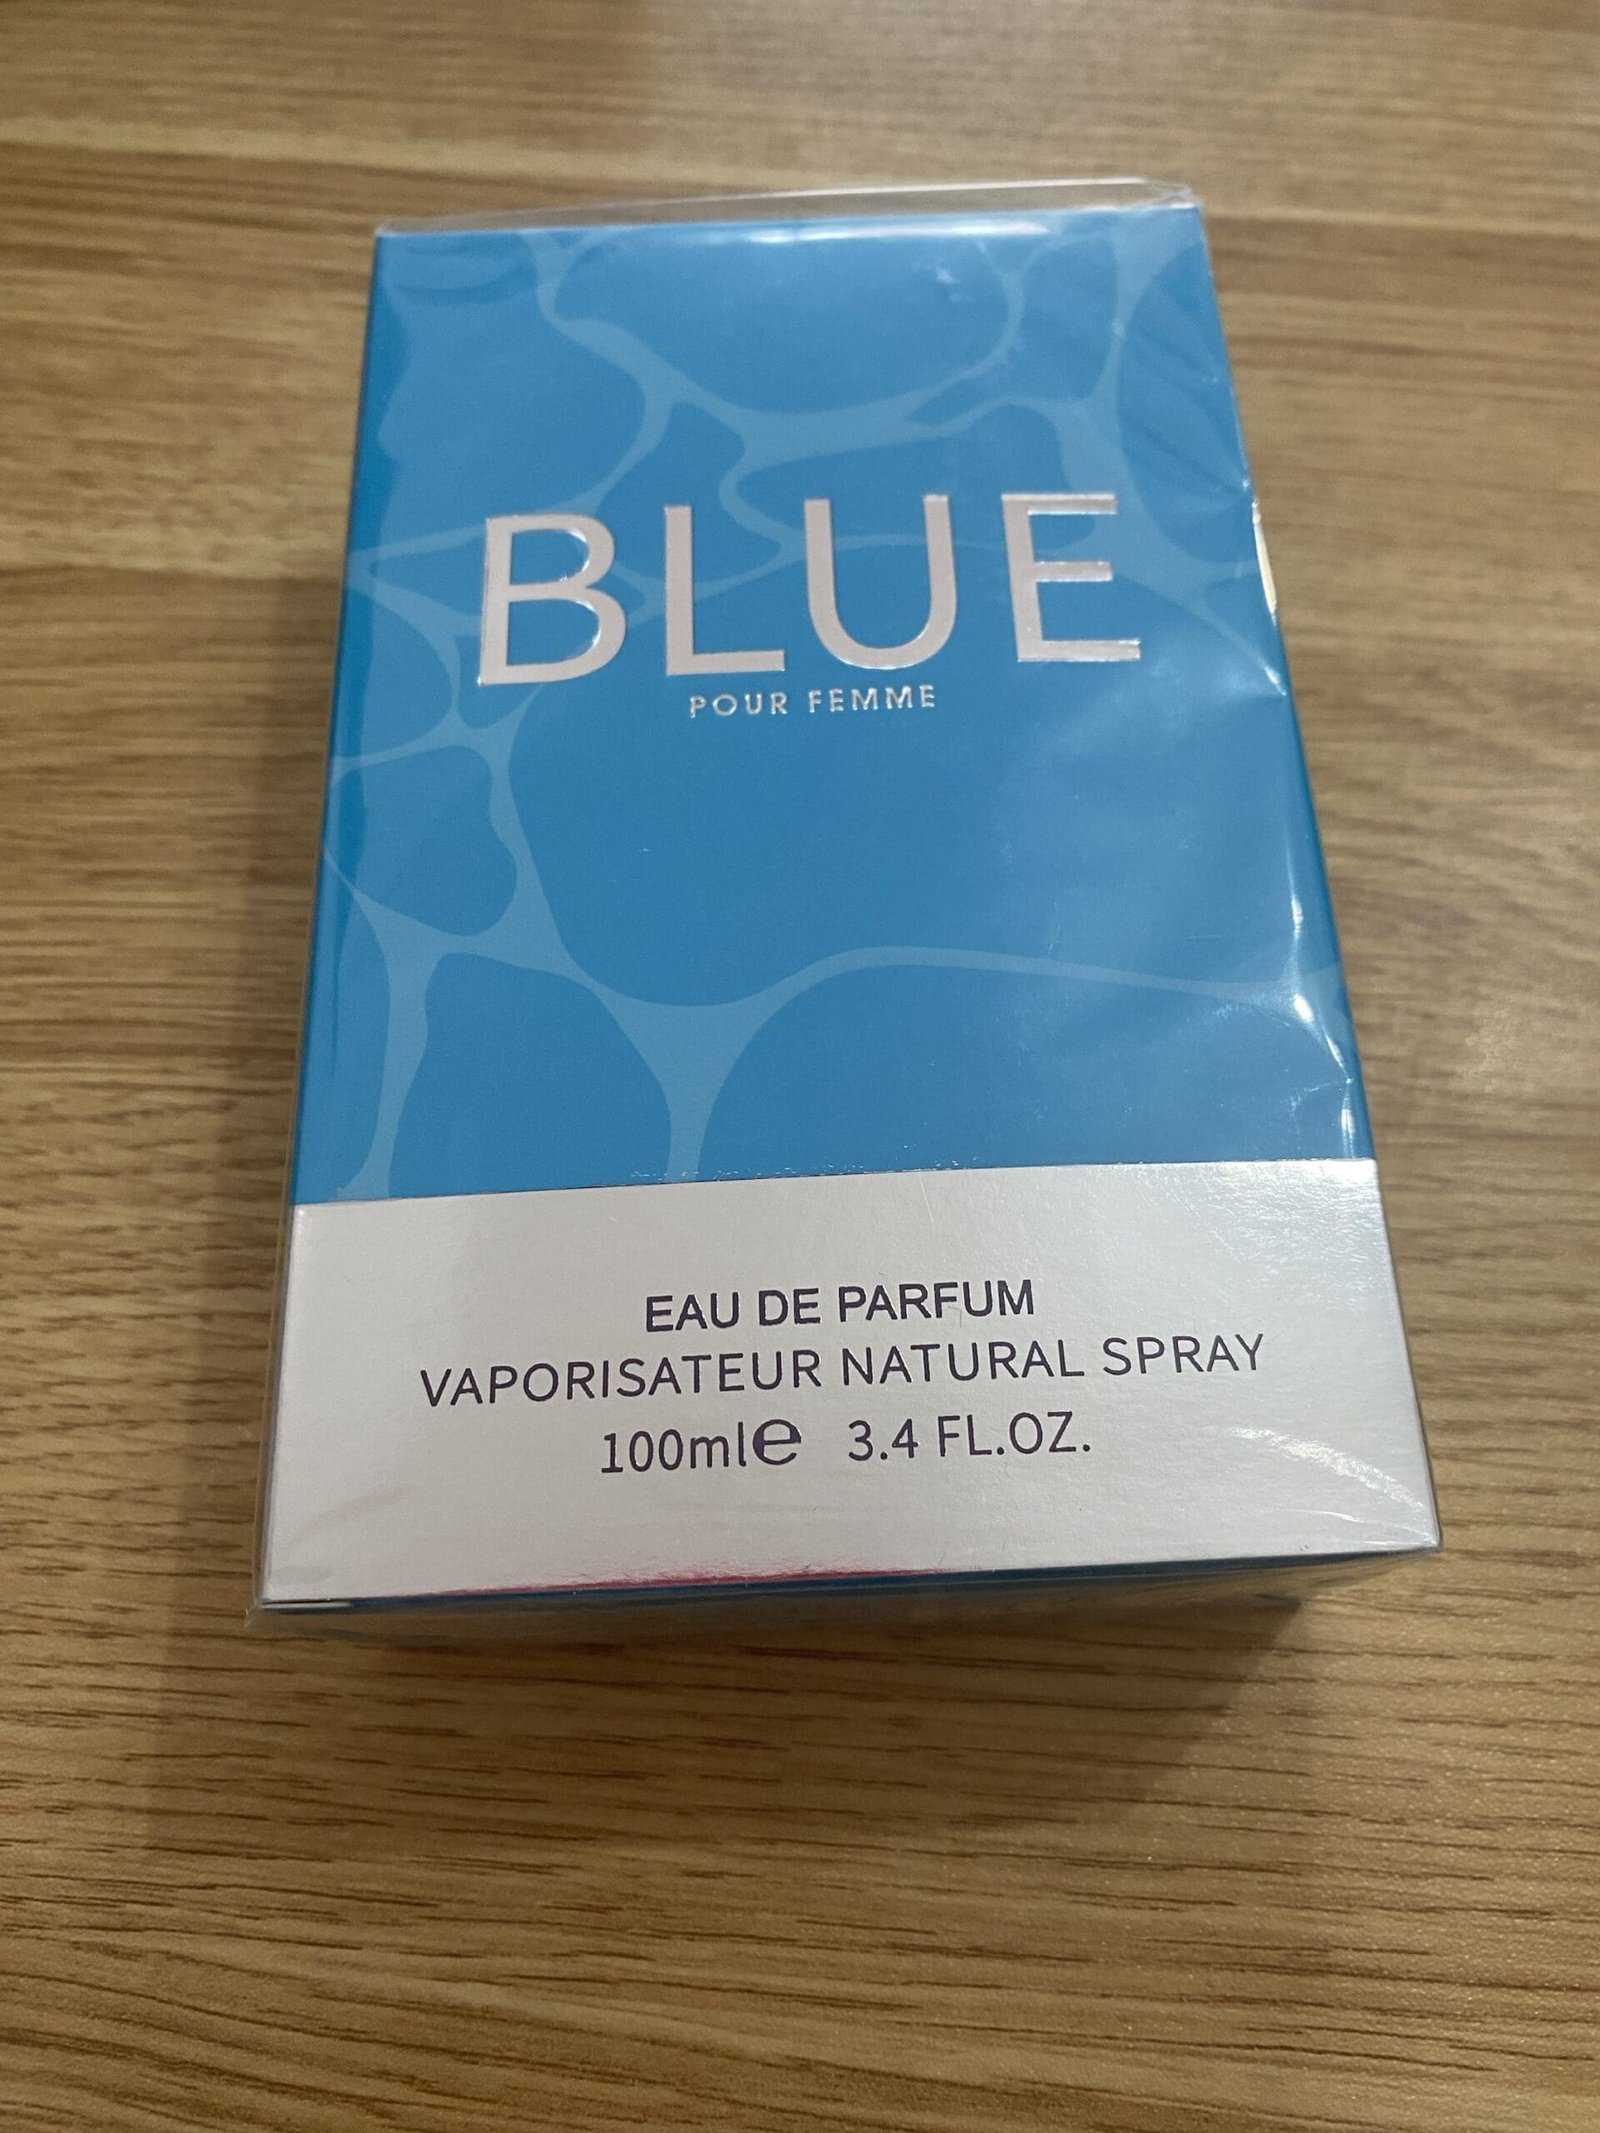 BLUE
POUR FEMME
EAU DE PARFUM
VAPORISATEUR NATURAL SPRAY
100ml℮ 3.4 FL.OZ.